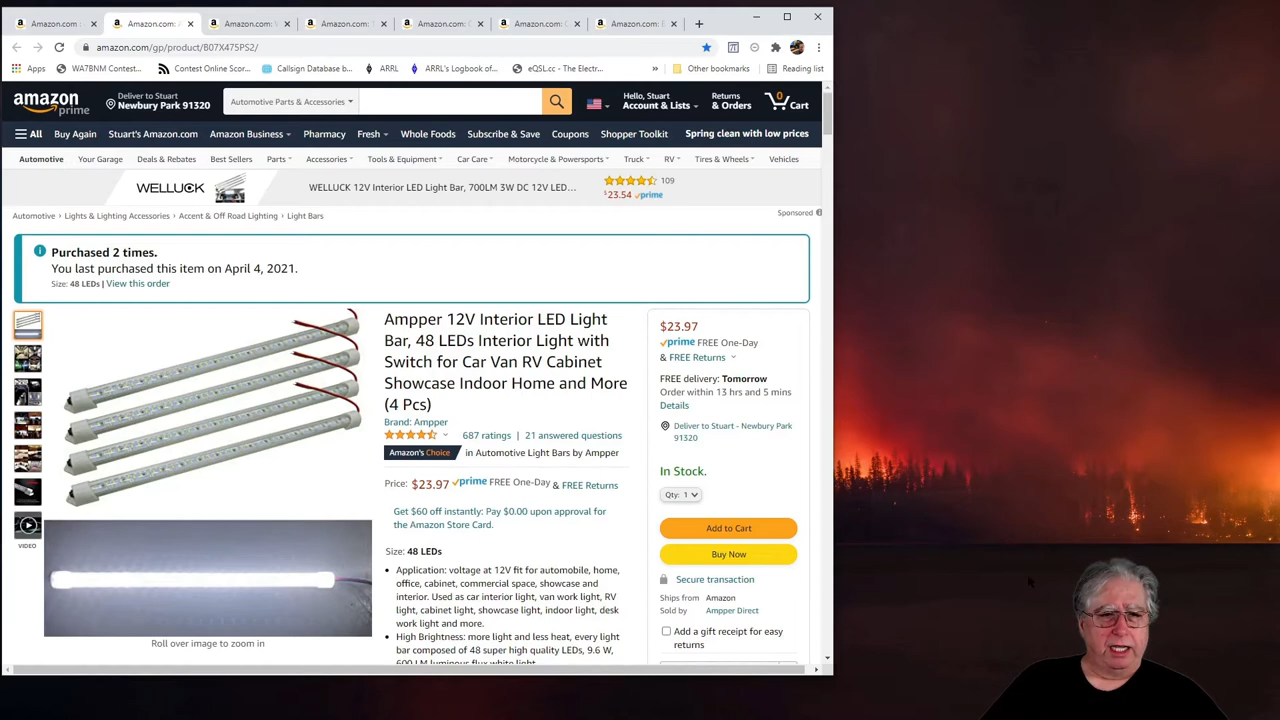 Amazon.com
Amazon.com: A
Amazon.com: V
Amazon.com:
Amazon.com: C
Amazon.com: C
Amazon.com: E
amazon.com/gp/product/B07X475PS2/
Apps
WA7BNM Contest...
Contest Online Scor...
Callsign Database b...
ARRL
ARRL's Logbook of...
eQSL.cc - The Electr...
»
Other bookmarks
Reading list
amazon
prime
Deliver to Stuart
Newbury Park 91320
Automotive Parts & Accessories
Hello, Stuart
Account & Lists
Returns
& Orders
0
Cart
All
Buy Again
Stuart's Amazon.com
Amazon Business
Pharmacy
Fresh
Whole Foods
Subscribe & Save
Coupons
Shopper Toolkit
Spring clean with low prices
Automotive
Your Garage
Deals & Rebates
Best Sellers
Parts
Accessories
Tools & Equipment
Car Care
Motorcycle & Powersports
Truck
RV
Tires & Wheels
Vehicles
WELLUCK
WELLUCK 12V Interior LED Light Bar, 700LM 3W DC 12V LED...
109
$23.54 prime
Automotive › Lights & Lighting Accessories › Accent & Off Road Lighting › Light Bars
Sponsored
Purchased 2 times.
You last purchased this item on April 4, 2021.
Size: 48 LEDs | View this order
VIDEO
Roll over image to zoom in
Ampper 12V Interior LED Light
Bar, 48 LEDs Interior Light with
Switch for Car Van RV Cabinet
Showcase Indoor Home and More
(4 Pcs)
Brand: Ampper
687 ratings | 21 answered questions
Amazon's Choice in Automotive Light Bars by Ampper
Price: $23.97 prime FREE One-Day
& FREE Returns
Get $60 off instantly: Pay $0.00 upon approval for
the Amazon Store Card.
Size: 48 LEDs
• Application: voltage at 12V fit for automobile, home,
office, cabinet, commercial space, showcase and
interior. Used as car interior light, van work light, RV
light, cabinet light, showcase light, indoor light, desk
work light and more.
• High Brightness: more light and less heat, every light
bar composed of 48 super high quality LEDs, 9.6 W,
600 LM luminous flux white light.
$23.97
prime FREE One-Day
& FREE Returns
FREE delivery: Tomorrow
Order within 13 hrs and 5 mins
Details
Deliver to Stuart - Newbury Park
91320
In Stock.
Qty: 1
Add to Cart
Buy Now
Secure transaction
Ships from Amazon
Sold by Ampper Direct
Add a gift receipt for easy
returns